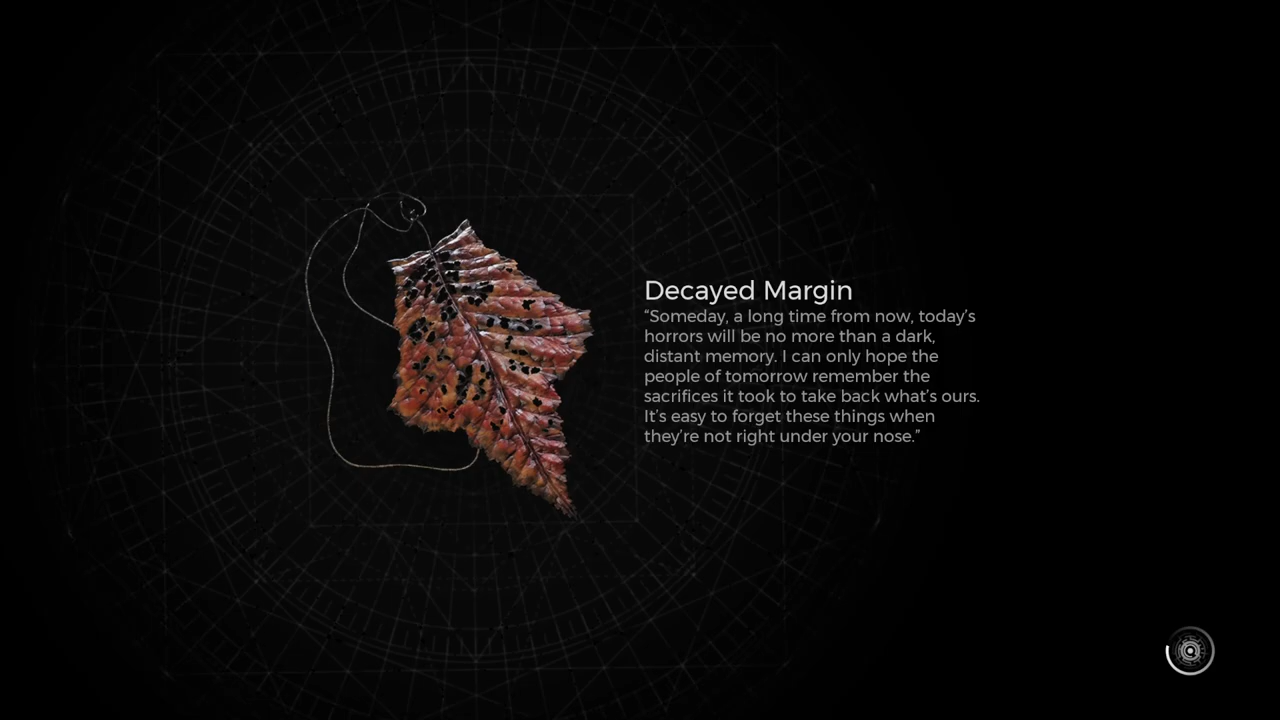 Decayed Margin
“Someday, a long time from now, today’s
horrors will be no more than a dark,
distant memory. I can only hope the
people of tomorrow remember the
sacrifices it took to take back what’s ours.
It’s easy to forget these things when
they’re not right under your nose.”